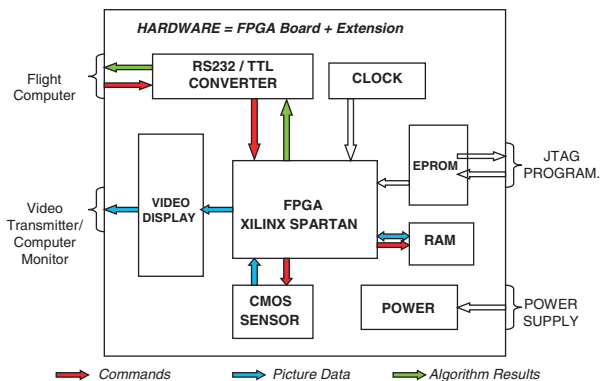 HARDWARE = FPGA Board + Extension
RS232 / TTL
CONVERTER
CLOCK
Flight
Computer
EPROM
JTAG
PROGRAM.
VIDEO
DISPLAY
FPGA
XILINX SPARTAN
Video
Transmitter/
Computer
Monitor
RAM
CMOS
SENSOR
POWER
POWER
SUPPLY
Commands
Picture Data
Algorithm Results